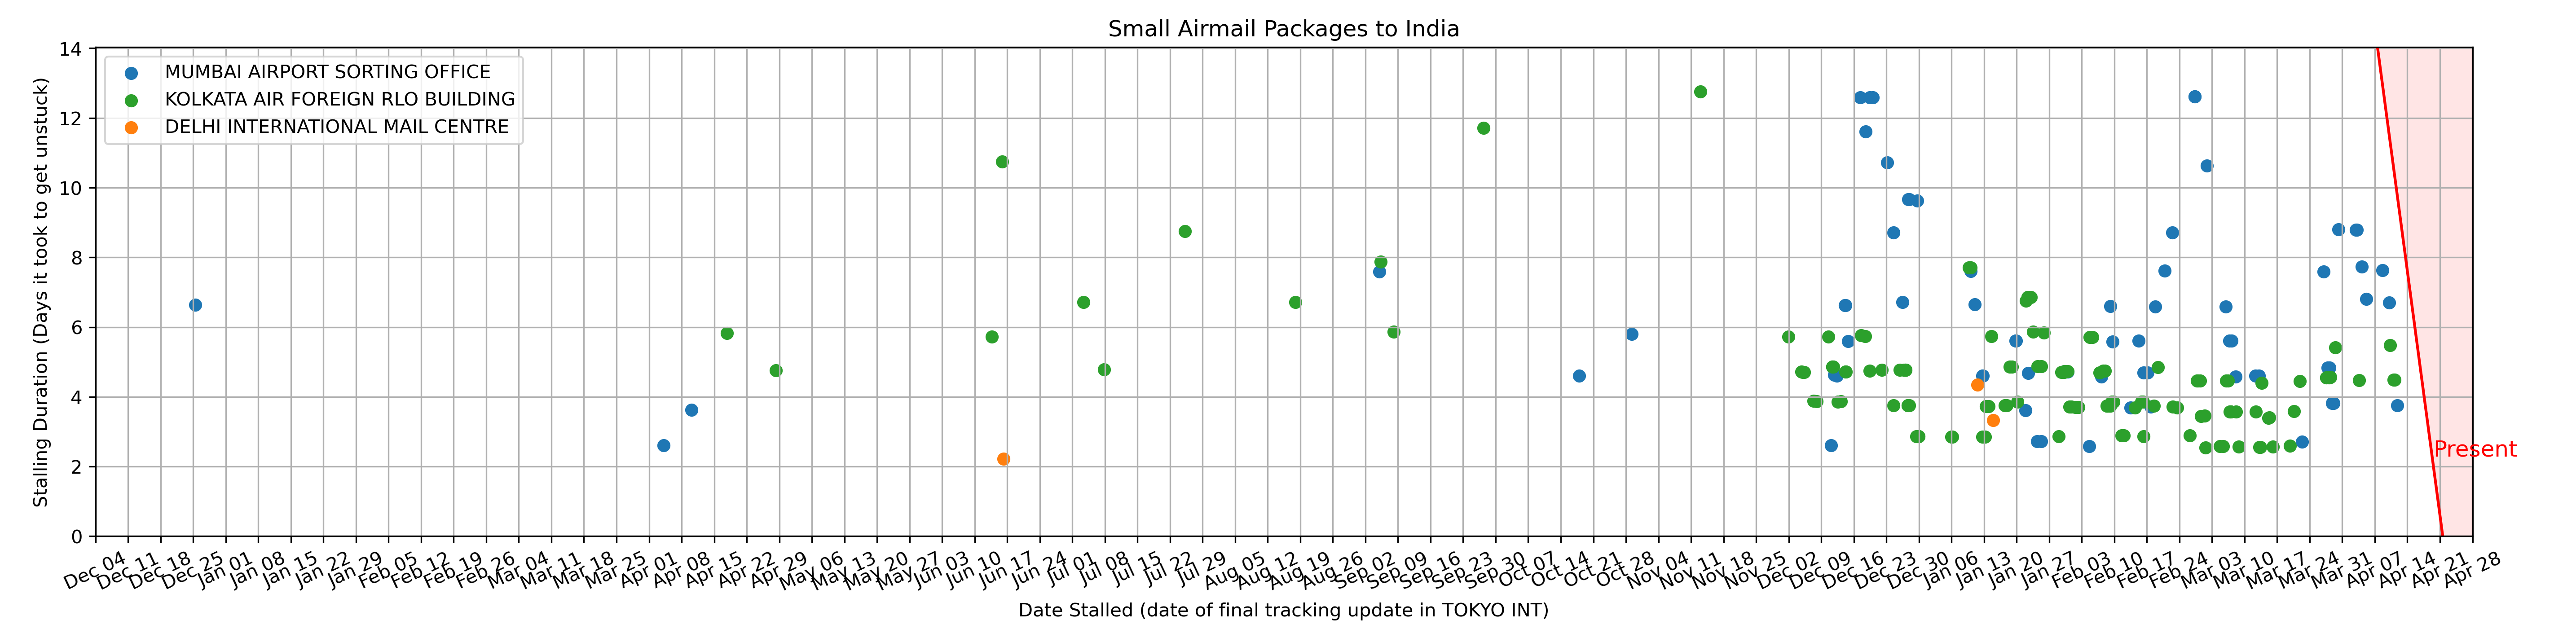 Small Airmail Packages to India
MUMBAI AIRPORT SORTING OFFICE
KOLKATA AIR FOREIGN RLO BUILDING
DELHI INTERNATIONAL MAIL CENTRE
Stalling Duration (Days it took to get unstuck)
14
12
10
8
6
4
2
0
Present
Dec 04
Dec 11
Dec 18
Dec 25
Jan 01
Jan 08
Jan 15
Jan 22
Jan 29
Feb 05
Feb 12
Feb 19
Feb 26
Mar 04
Mar 11
Mar 18
Mar 25
Apr 01
Apr 08
Apr 15
Apr 22
Apr 29
May 06
May 13
May 20
May 27
Jun 03
Jun 10
Jun 17
Jun 24
Jul 01
Jul 08
Jul 15
Jul 22
Jul 29
Aug 05
Aug 12
Aug 19
Aug 26
Sep 02
Sep 09
Sep 16
Sep 23
Sep 30
Oct 07
Oct 14
Oct 21
Oct 28
Nov 04
Nov 11
Nov 18
Nov 25
Dec 02
Dec 09
Dec 16
Dec 23
Dec 30
Jan 06
Jan 13
Jan 20
Jan 27
Feb 03
Feb 10
Feb 17
Feb 24
Mar 03
Mar 10
Mar 17
Mar 24
Mar 31
Apr 07
Apr 14
Apr 21
Apr 28
Date Stalled (date of final tracking update in TOKYO INT)